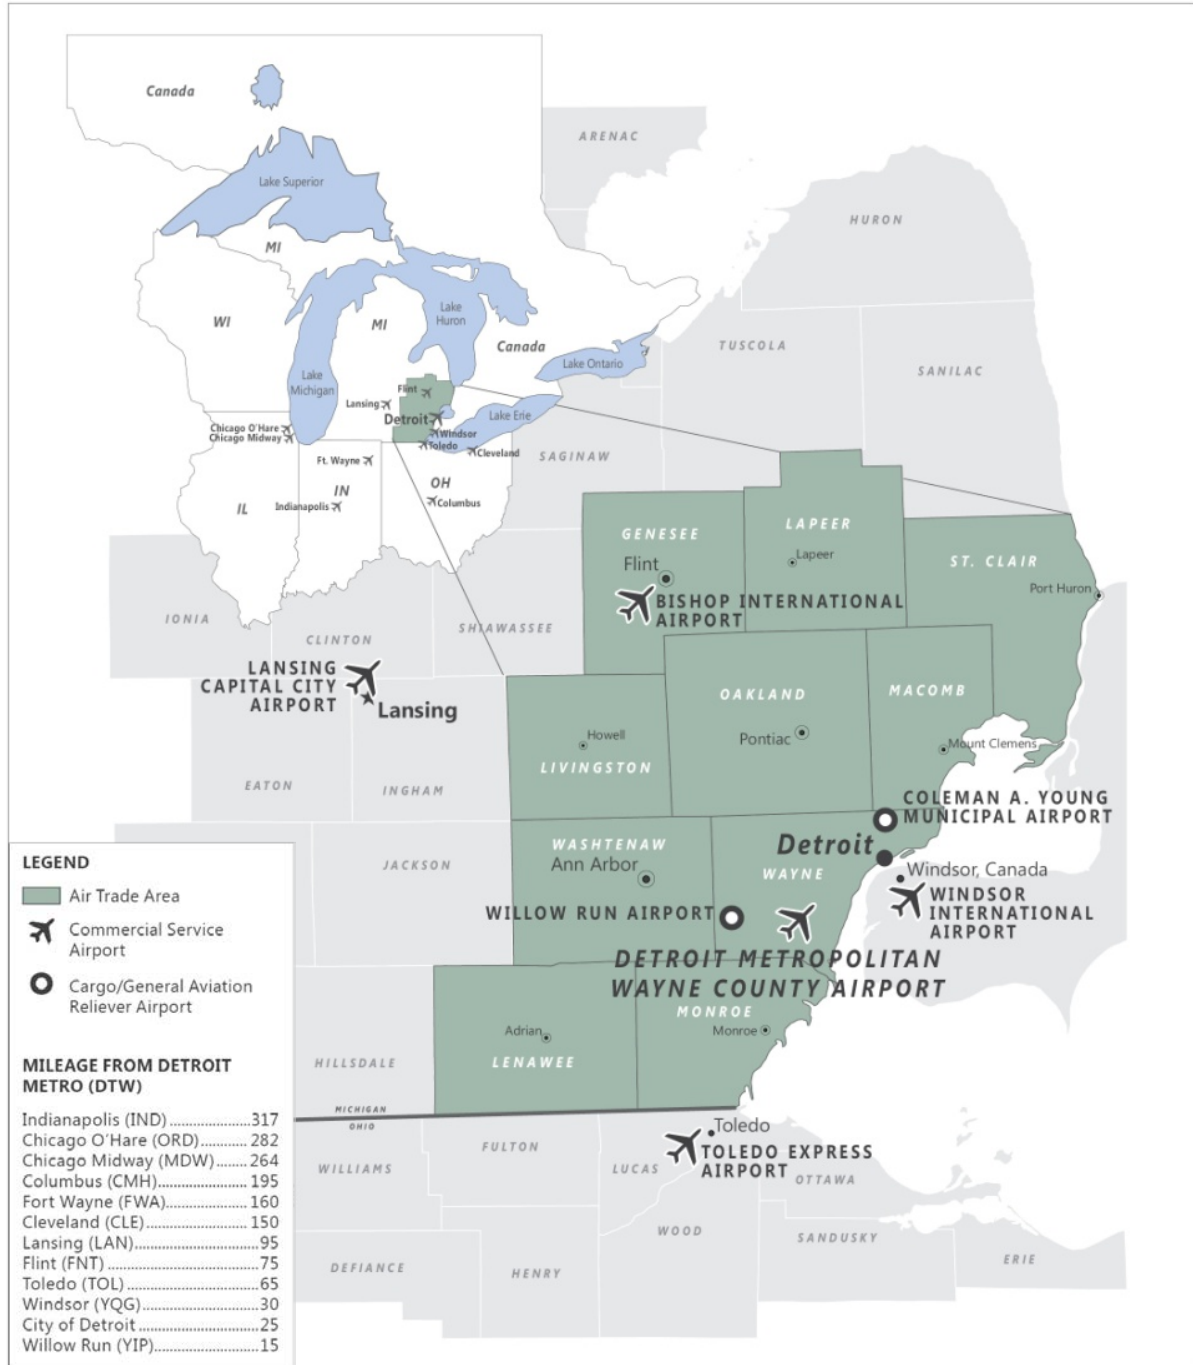 Canada
Lake Superior
MI
WI
MI
Lake
Huron
Canada
Lake Ontario
Lake
Michigan
Flint
Lansing
Detroit
Lake Erie
Windsor
Toledo
Cleveland
Chicago O'Hare
Chicago Midway
Ft. Wayne
IN
OH
IL
Indianapolis
Columbus
ARENAC
HURON
TUSCOLA
SANILAC
SAGINAW
GENESEE
LAPEER
ST. CLAIR
Flint
Lapeer
Port Huron
BISHOP INTERNATIONAL
AIRPORT
IONIA
CLINTON
SHIAWASSEE
LANSING
CAPITAL CITY
AIRPORT
Lansing
OAKLAND
MACOMB
Pontiac
Howell
Mount Clemens
LIVINGSTON
EATON
INGHAM
COLEMAN A. YOUNG
MUNICIPAL AIRPORT
WASHTENAW
Detroit
JACKSON
Ann Arbor
WAYNE
Windsor, Canada
WILLOW RUN AIRPORT
WINDSOR
INTERNATIONAL
AIRPORT
DETROIT METROPOLITAN
WAYNE COUNTY AIRPORT
MONROE
Adrian
Monroe
HILLSDALE
LENAWEE
MICHIGAN
OHIO
Toledo
TOLEDO EXPRESS
AIRPORT
FULTON
WILLIAMS
LUCAS
OTTAWA
WOOD
SANDUSKY
DEFIANCE
HENRY
ERIE
LEGEND
Air Trade Area
Commercial Service
Airport
Cargo/General Aviation
Reliever Airport
MILEAGE FROM DETROIT
METRO (DTW)
Indianapolis (IND) ..................... 317
Chicago O'Hare (ORD) ............ 282
Chicago Midway (MDW) ........ 264
Columbus (CMH) ..................... 195
Fort Wayne (FWA) .................... 160
Cleveland (CLE) ......................... 150
Lansing (LAN) ............................. 95
Flint (FNT) ................................... 75
Toledo (TOL) ............................... 65
Windsor (YQG) ........................... 30
City of Detroit ............................. 25
Willow Run (YIP) ........................ 15